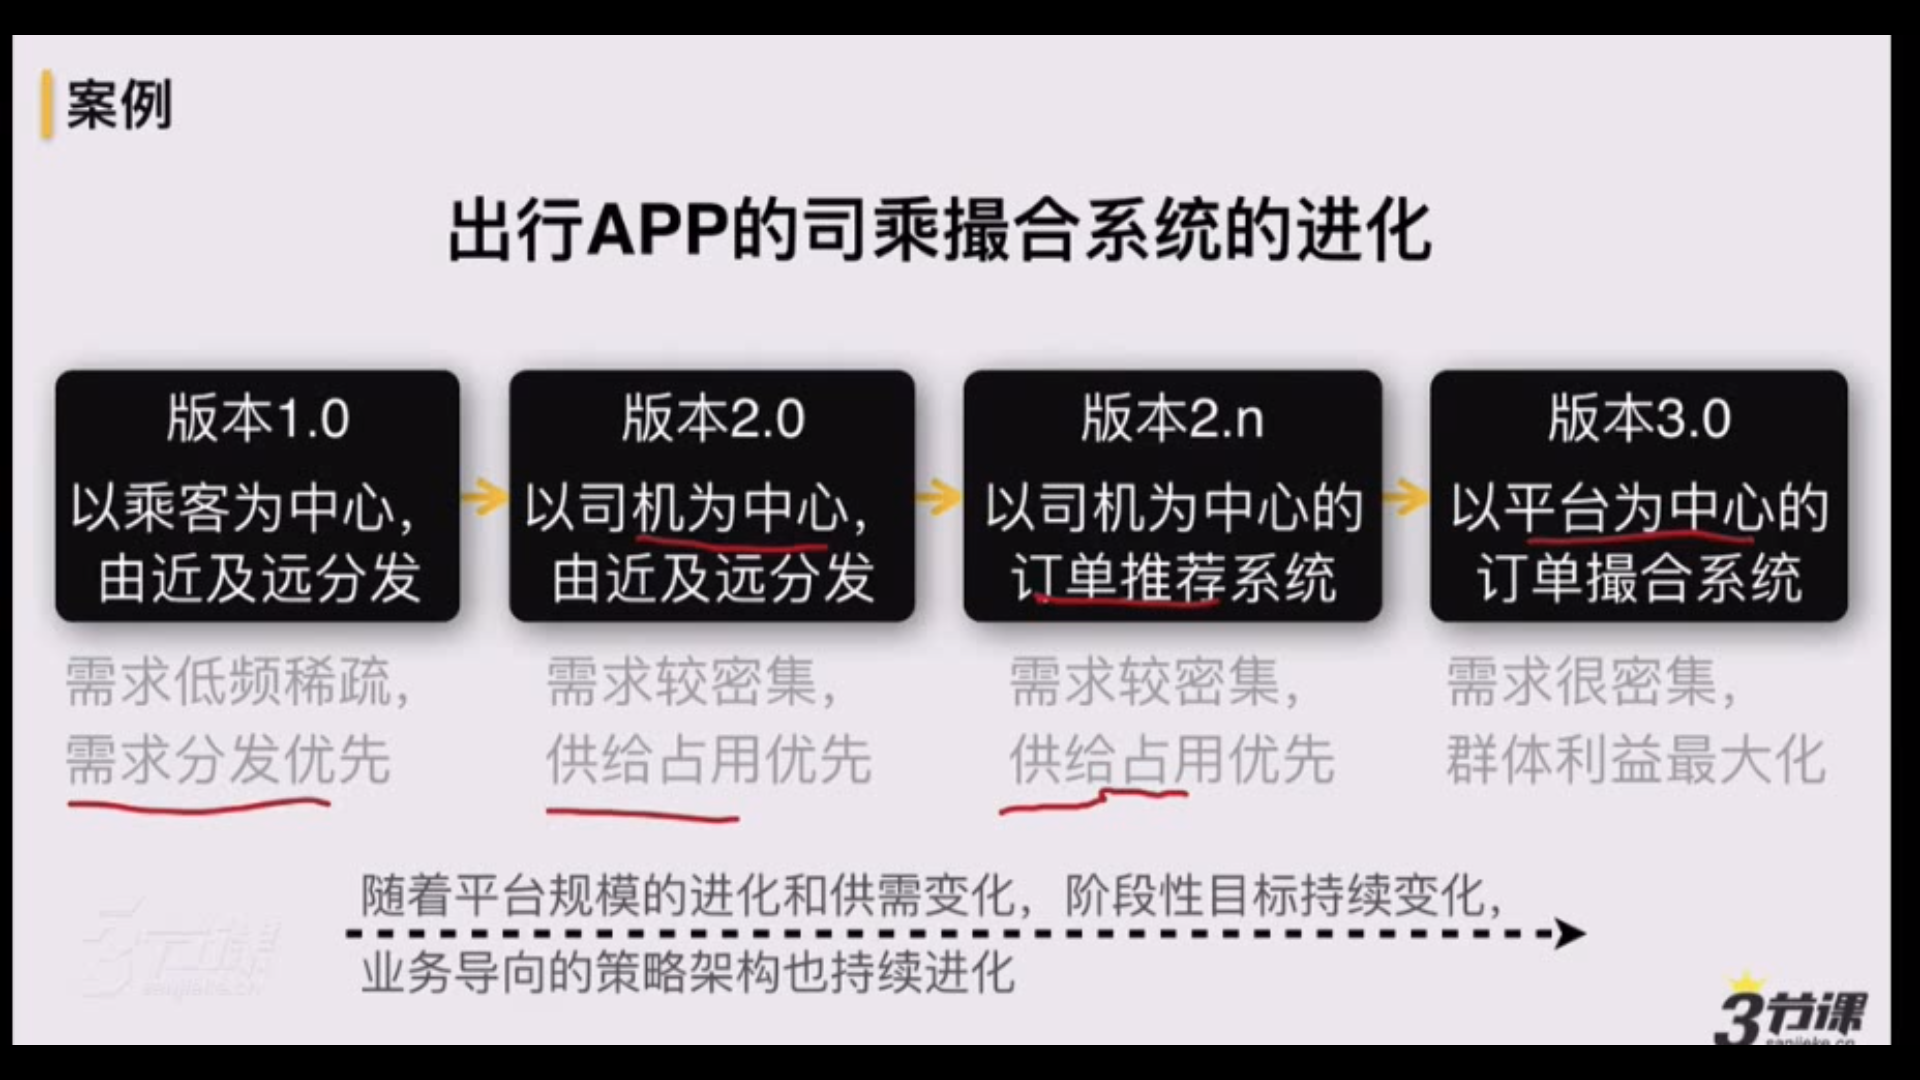 案例
出行APP的司乘撮合系统的进化
版本1.0
以乘客为中心，
由近及远分发
需求低频稀疏，
需求分发优先
版本2.0
以司机为中心，
由近及远分发
需求较密集，
供给占用优先
版本2.n
以司机为中心的
订单推荐系统
需求较密集，
供给占用优先
版本3.0
以平台为中心的
订单撮合系统
需求很密集，
群体利益最大化
随着平台规模的进化和供需变化，阶段性目标持续变化，
业务导向的策略架构也持续进化
3节课
sanjieke.cn
3节课
sanjieke.cn